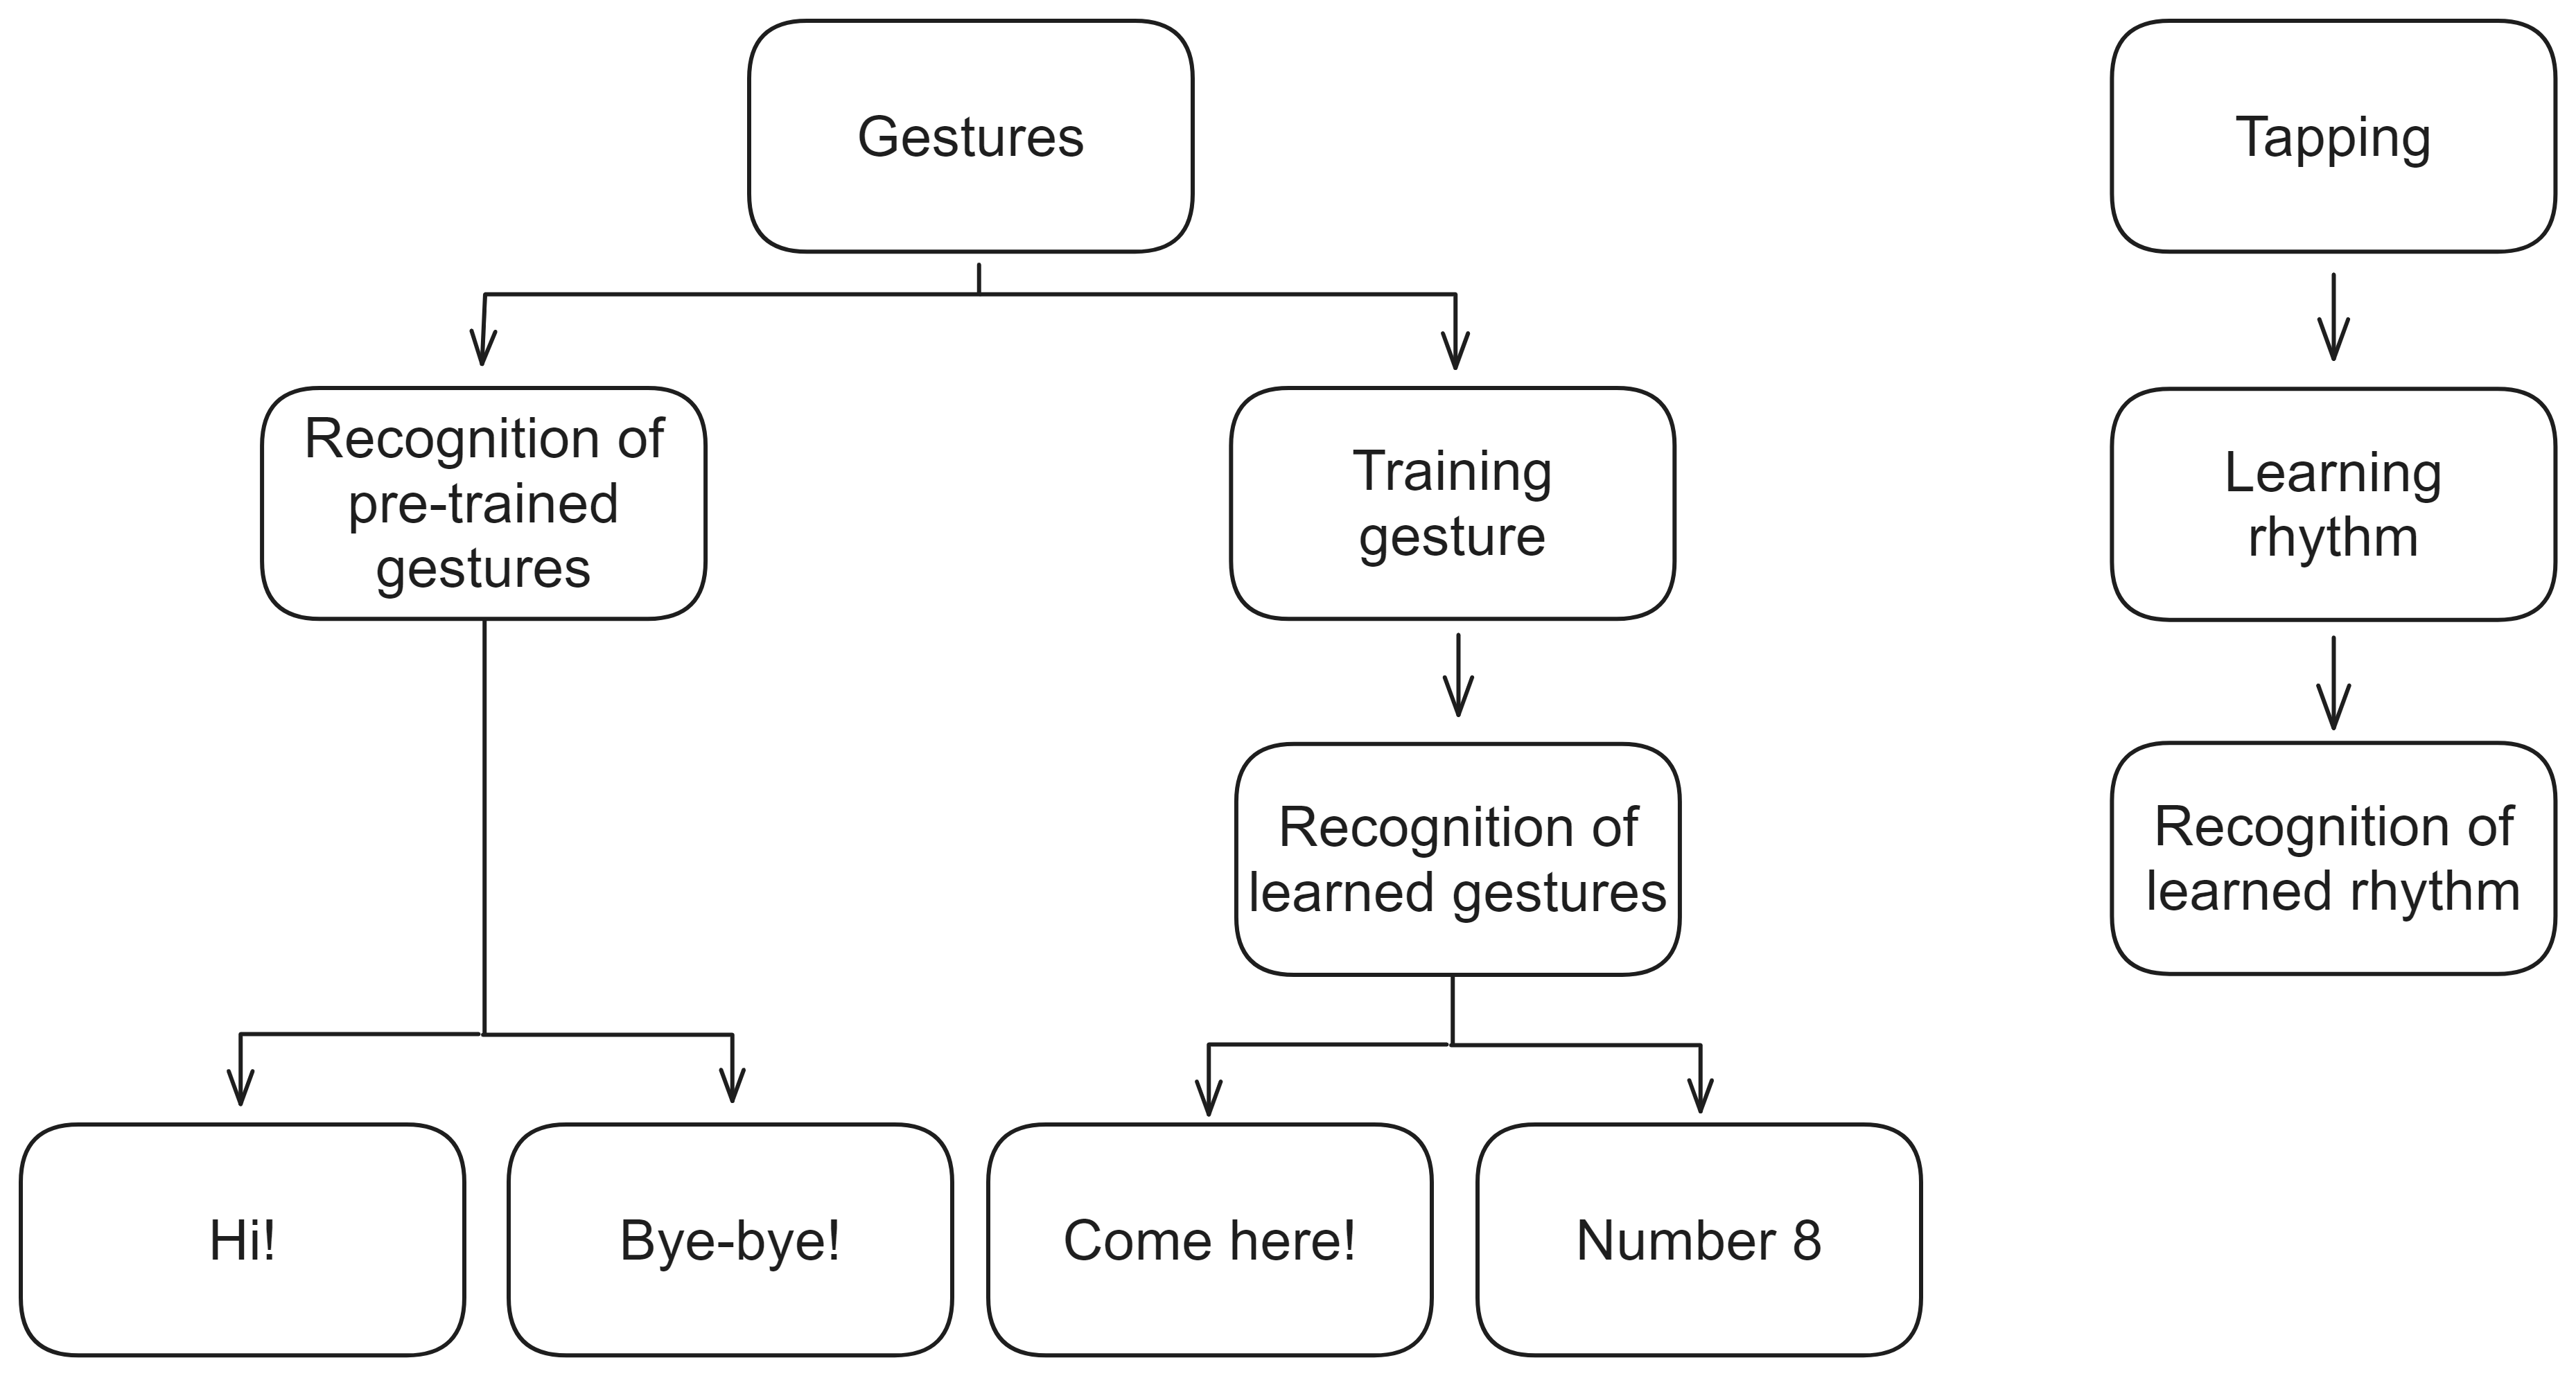 Gestures
Tapping
Recognition of
pre-trained
gestures
Training
gesture
Learning
rhythm
Recognition of
learned gestures
Recognition of
learned rhythm
Hi!
Bye-bye!
Come here!
Number 8